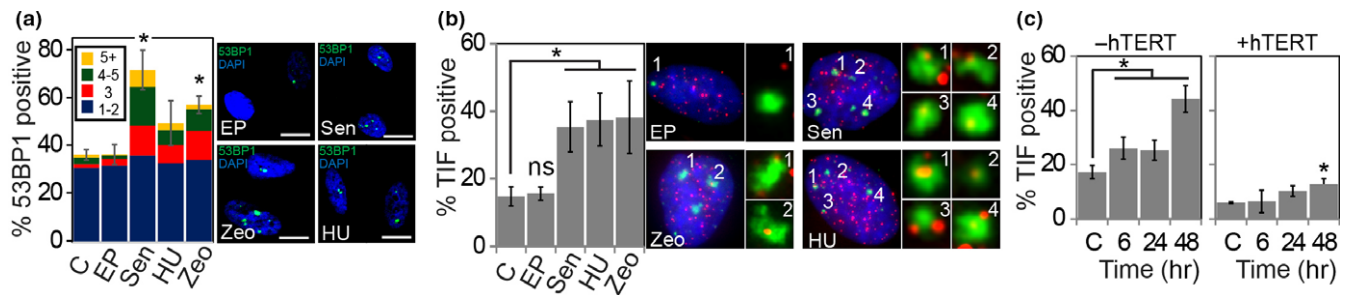 (a)
% 53BP1 positive
80
60
40
20
0
5+
4-5
3
1-2
*
*
C EP Sen HU Zeo
53BP1
DAPI
EP
53BP1
DAPI
Sen
53BP1
DAPI
Zeo
53BP1
DAPI
HU
(b)
% TIF positive
60
40
20
0
*
ns
C EP Sen HU Zeo
1
EP
1
1 2
3 4
Sen
1 2
3 4
1 2
Zeo
1
2
1 2
3 4
HU
1 2
3 4
(c)
% TIF positive
60
40
20
0
–hTERT
*
C 6 24 48
Time (hr)
+hTERT
*
C 6 24 48
Time (hr)